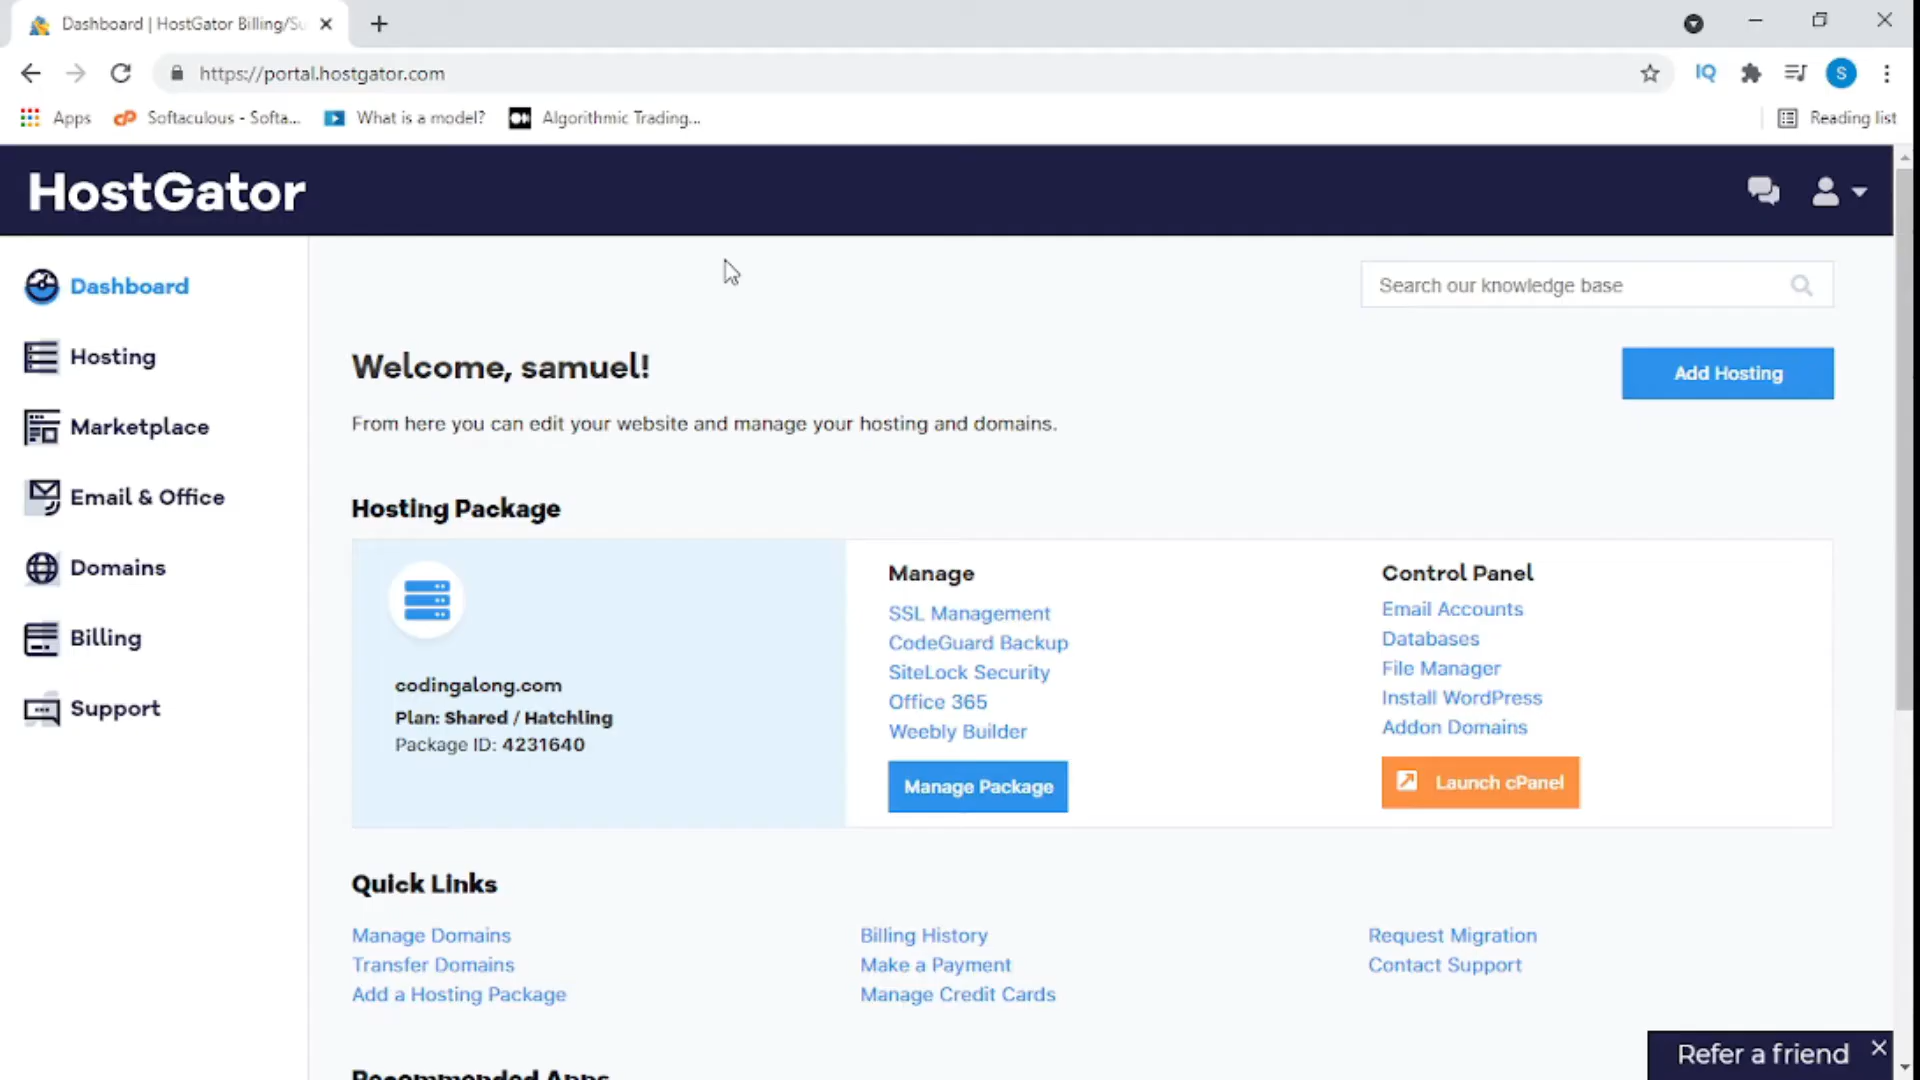 Dashboard | HostGator Billing/Su
https://portal.hostgator.com
IQ
S
Apps
Softaculous - Softa...
What is a model?
Algorithmic Trading...
Reading list
HostGator
Dashboard
Hosting
Marketplace
Email & Office
Domains
Billing
Support
Search our knowledge base
Welcome, samuel!
Add Hosting
From here you can edit your website and manage your hosting and domains.
Hosting Package
codingalong.com
Plan: Shared / Hatchling
Package ID: 4231640
Manage
SSL Management
CodeGuard Backup
SiteLock Security
Office 365
Weebly Builder
Manage Package
Control Panel
Email Accounts
Databases
File Manager
Install WordPress
Addon Domains
Launch cPanel
Quick Links
Manage Domains
Transfer Domains
Add a Hosting Package
Billing History
Make a Payment
Manage Credit Cards
Request Migration
Contact Support
Recommended Apps
Refer a friend